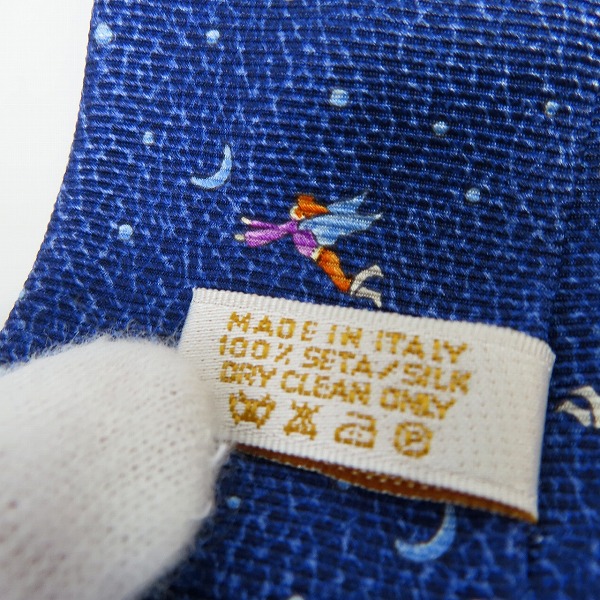 MADE IN ITALY
100% SETA/SILK
DRY CLEAN ONLY
P